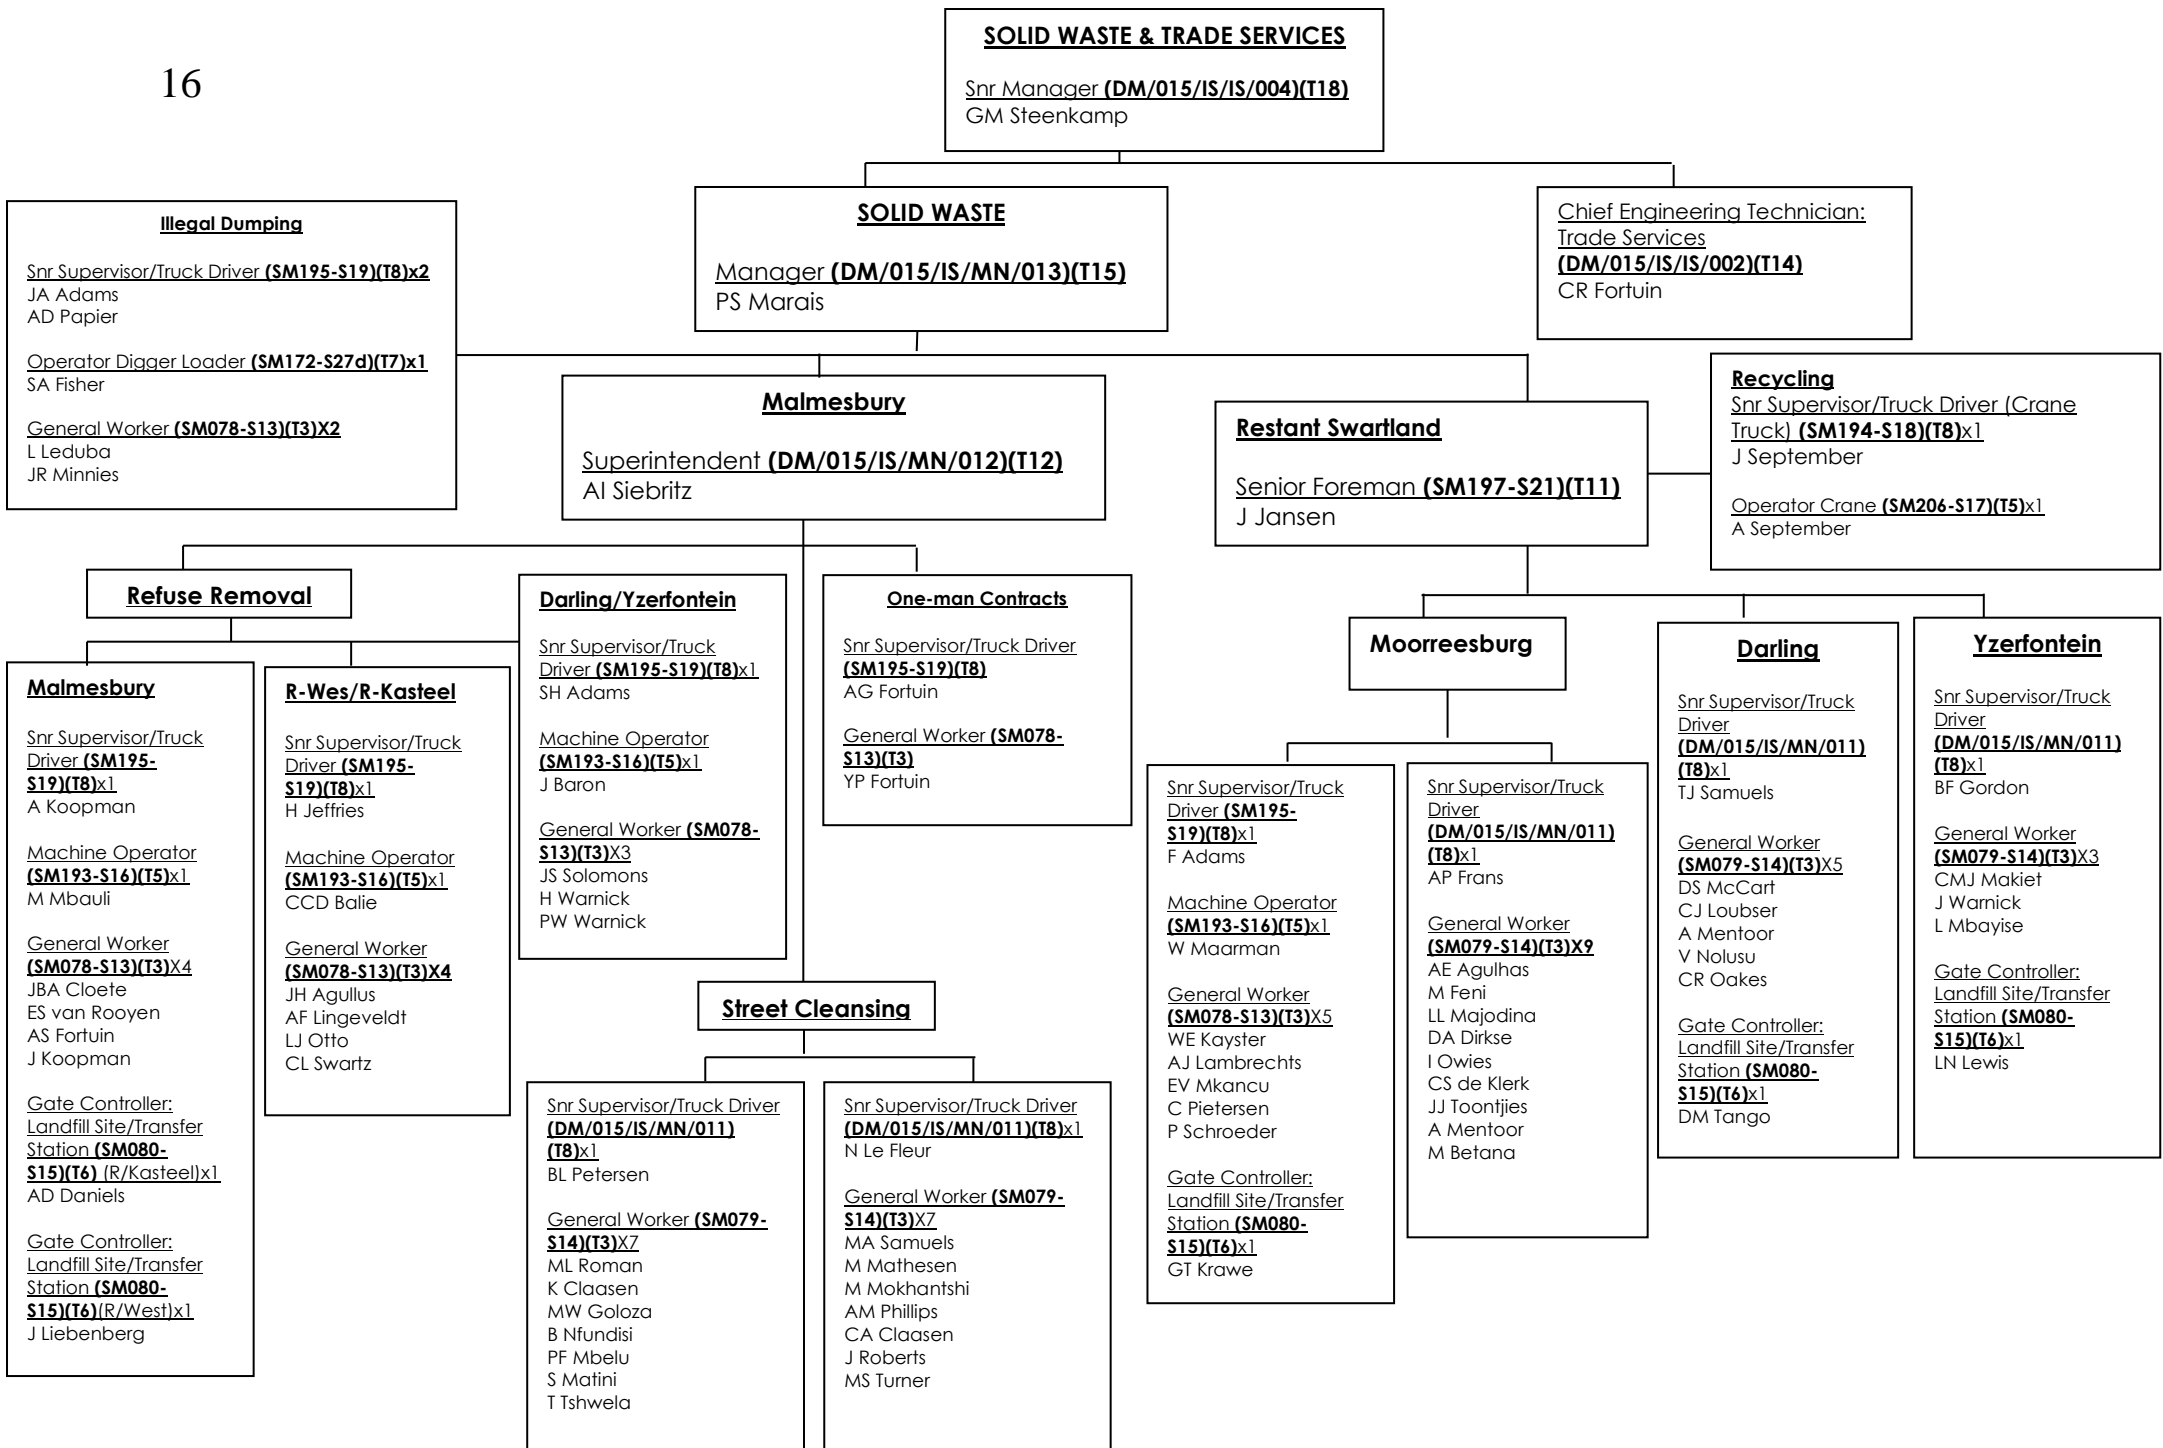 16
SOLID WASTE & TRADE SERVICES
Snr Manager (DM/015/IS/IS/004)(T18)
GM Steenkamp
Illegal Dumping
Snr Supervisor/Truck Driver (SM195-S19)(T8)x2
JA Adams
AD Papier
Operator Digger Loader (SM172-S27d)(T7)x1
SA Fisher
General Worker (SM078-S13)(T3)X2
L Leduba
JR Minnies
SOLID WASTE
Manager (DM/015/IS/MN/013)(T15)
PS Marais
Chief Engineering Technician:
Trade Services
(DM/015/IS/IS/002)(T14)
CR Fortuin
Malmesbury
Superintendent (DM/015/IS/MN/012)(T12)
AI Siebritz
Restant Swartland
Senior Foreman (SM197-S21)(T11)
J Jansen
Recycling
Snr Supervisor/Truck Driver (Crane
Truck) (SM194-S18)(T8)x1
J September
Operator Crane (SM206-S17)(T5)x1
A September
Refuse Removal
Malmesbury
Snr Supervisor/Truck
Driver (SM195-
S19)(T8)x1
A Koopman
Machine Operator
(SM193-S16)(T5)x1
M Mbauli
General Worker
(SM078-S13)(T3)X4
JBA Cloete
ES van Rooyen
AS Fortuin
J Koopman
Gate Controller:
Landfill Site/Transfer
Station (SM080-
S15)(T6) (R/Kasteel)x1
AD Daniels
Gate Controller:
Landfill Site/Transfer
Station (SM080-
S15)(T6)(R/West)x1
J Liebenberg
R-Wes/R-Kasteel
Snr Supervisor/Truck
Driver (SM195-
S19)(T8)x1
H Jeffries
Machine Operator
(SM193-S16)(T5)x1
CCD Balie
General Worker
(SM078-S13)(T3)X4
JH Agullus
AF Lingeveldt
LJ Otto
CL Swartz
Darling/Yzerfontein
Snr Supervisor/Truck
Driver (SM195-S19)(T8)x1
SH Adams
Machine Operator
(SM193-S16)(T5)x1
J Baron
General Worker (SM078-
S13)(T3)X3
JS Solomons
H Warnick
PW Warnick
One-man Contracts
Snr Supervisor/Truck Driver
(SM195-S19)(T8)
AG Fortuin
General Worker (SM078-
S13)(T3)
YP Fortuin
Street Cleansing
Snr Supervisor/Truck Driver
(DM/015/IS/MN/011)
(T8)x1
BL Petersen
General Worker (SM079-
S14)(T3)X7
ML Roman
K Claasen
MW Goloza
B Nfundisi
PF Mbelu
S Matini
T Tshwela
Snr Supervisor/Truck Driver
(DM/015/IS/MN/011)(T8)x1
N Le Fleur
General Worker (SM079-
S14)(T3)X7
MA Samuels
M Mathesen
M Mokhantshi
AM Phillips
CA Claasen
J Roberts
MS Turner
Moorreesburg
Snr Supervisor/Truck
Driver (SM195-
S19)(T8)x1
F Adams
Machine Operator
(SM193-S16)(T5)x1
W Maarman
General Worker
(SM078-S13)(T3)X5
WE Kayster
AJ Lambrechts
EV Mkancu
C Pietersen
P Schroeder
Gate Controller:
Landfill Site/Transfer
Station (SM080-
S15)(T6)x1
GT Krawe
Snr Supervisor/Truck
Driver
(DM/015/IS/MN/011)
(T8)x1
AP Frans
General Worker
(SM079-S14)(T3)X9
AE Agulhas
M Feni
LL Majodina
DA Dirkse
I Owies
CS de Klerk
JJ Toontjies
A Mentoor
M Betana
Darling
Snr Supervisor/Truck
Driver
(DM/015/IS/MN/011)
(T8)x1
TJ Samuels
General Worker
(SM079-S14)(T3)X5
DS McCart
CJ Loubser
A Mentoor
V Nolusu
CR Oakes
Gate Controller:
Landfill Site/Transfer
Station (SM080-
S15)(T6)x1
DM Tango
Yzerfontein
Snr Supervisor/Truck
Driver
(DM/015/IS/MN/011)
(T8)x1
BF Gordon
General Worker
(SM079-S14)(T3)X3
CMJ Makiet
J Warnick
L Mbayise
Gate Controller:
Landfill Site/Transfer
Station (SM080-
S15)(T6)x1
LN Lewis